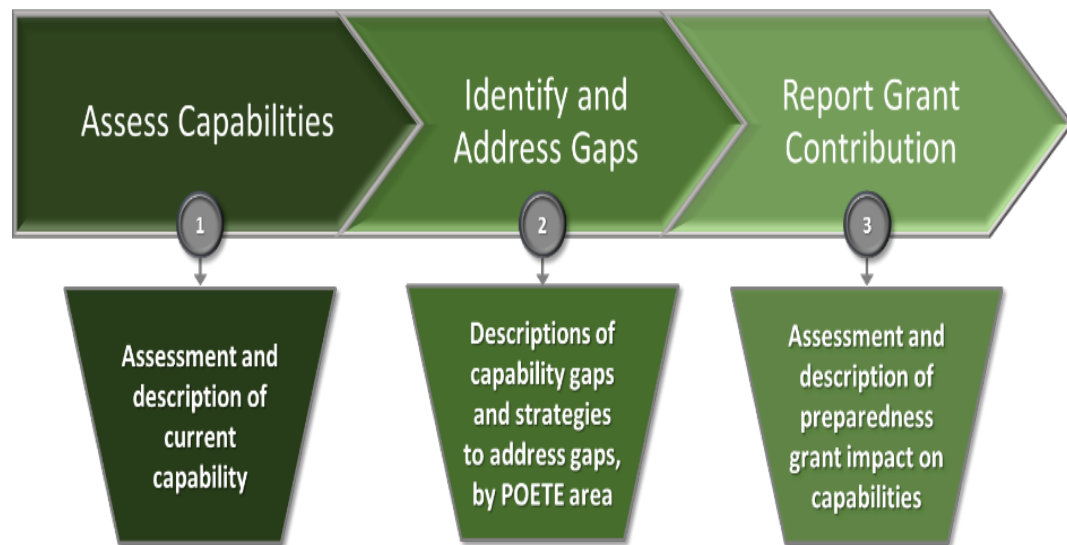 Assess Capabilities
Identify and
Address Gaps
Report Grant
Contribution
1
2
3
Assessment and
description of
current
capability
Descriptions of
capability gaps
and strategies
to address gaps,
by POETE area
Assessment and
description of
preparedness
grant impact on
capabilities